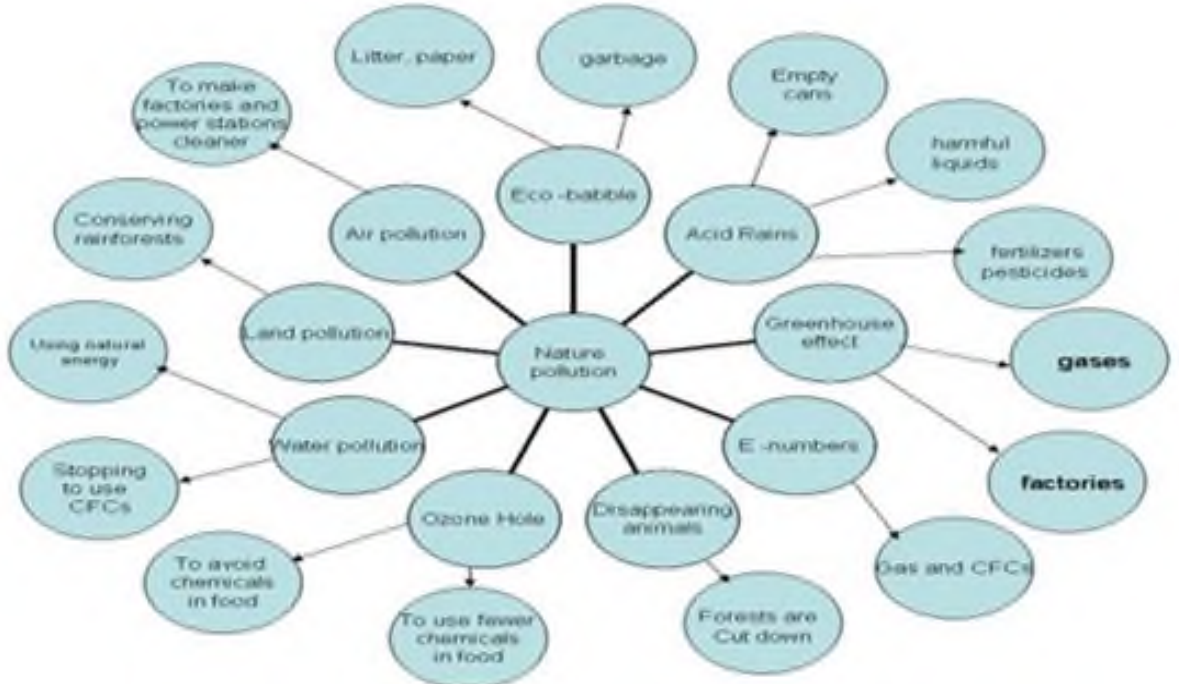 Litter, paper
garbage
Empty
cans
To make
factories and
power stations
cleaner
harmful
liquids
Eco -babble
Conserving
rainforests
Air pollution
Acid Rains
fertilizers
pesticides
Land pollution
Greenhouse
effect
Using natural
energy
Nature
pollution
gases
Water pollution
E -numbers
Stopping
to use
CFCs
factories
Ozone Hole
Disappearing
animals
To avoid
chemicals
in food
Gas and CFCs
To use fewer
chemicals
in food
Forests are
Cut down